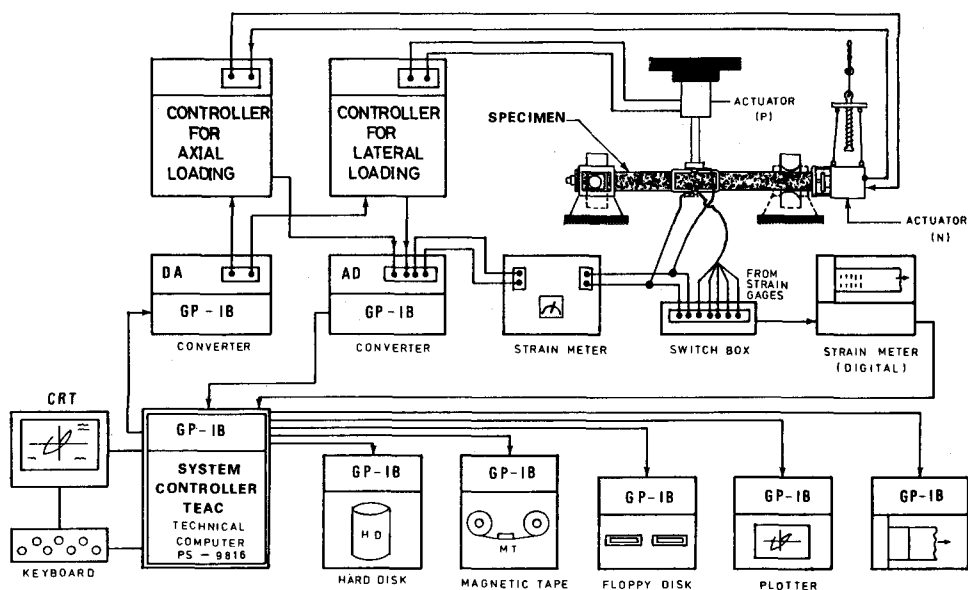 CONTROLLER
FOR
AXIAL
LOADING
CONTROLLER
FOR
LATERAL
LOADING
SPECIMEN
ACTUATOR
(P)
ACTUATOR
(N)
DA
GP-IB
CONVERTER
AD
GP-IB
CONVERTER
STRAIN METER
FROM
STRAIN
GAGES
SWITCH BOX
STRAIN METER
(DIGITAL)
CRT
KEYBOARD
GP-IB
SYSTEM
CONTROLLER
TEAC
TECHNICAL
COMPUTER
PS - 9816
GP-IB
HD
HARD DISK
GP-IB
MT
MAGNETIC TAPE
GP-IB
FLOPPY DISK
GP-IB
PLOTTER
GP-IB